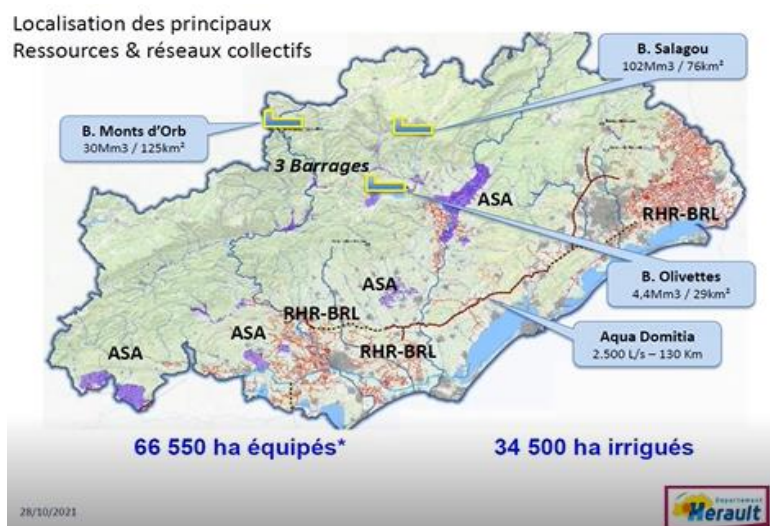 Localisation des principaux
Ressources & réseaux collectifs
B. Salagou
102Mm3 / 76km²
B. Monts d'Orb
30Mm3 / 125km²
3 Barrages
ASA
RHR-BRL
B. Olivettes
4,4Mm3 / 29km²
ASA
RHR-BRL
Aqua Domitia
2.500 L/s – 130 Km
ASA
RHR-BRL
ASA
66 550 ha équipés*
34 500 ha irrigués
28/10/2021
Département
Hérault